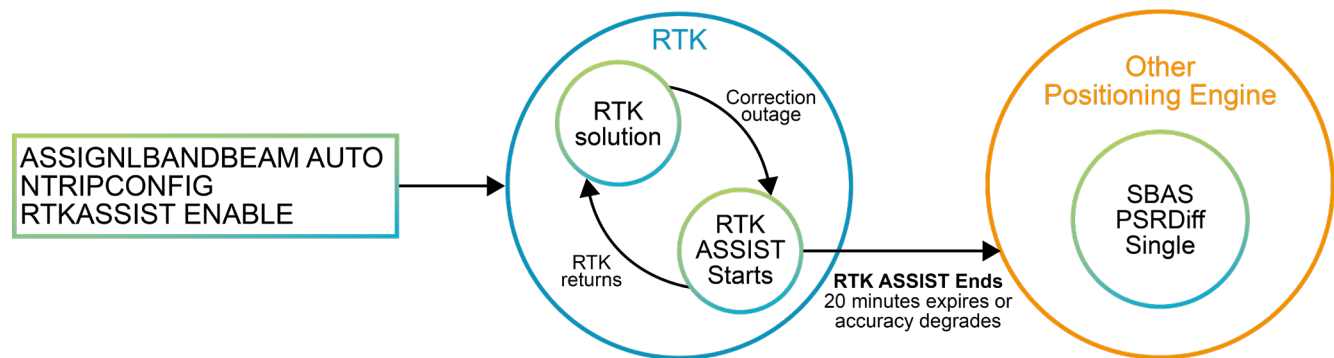 ASSIGNLBANDBEAM AUTO
NTRIPCONFIG
RTKASSIST ENABLE
RTK
RTK
solution
Correction
outage
RTK
ASSIST
Starts
RTK
returns
RTK ASSIST Ends
20 minutes expires or
accuracy degrades
Other
Positioning Engine
SBAS
PSRDiff
Single